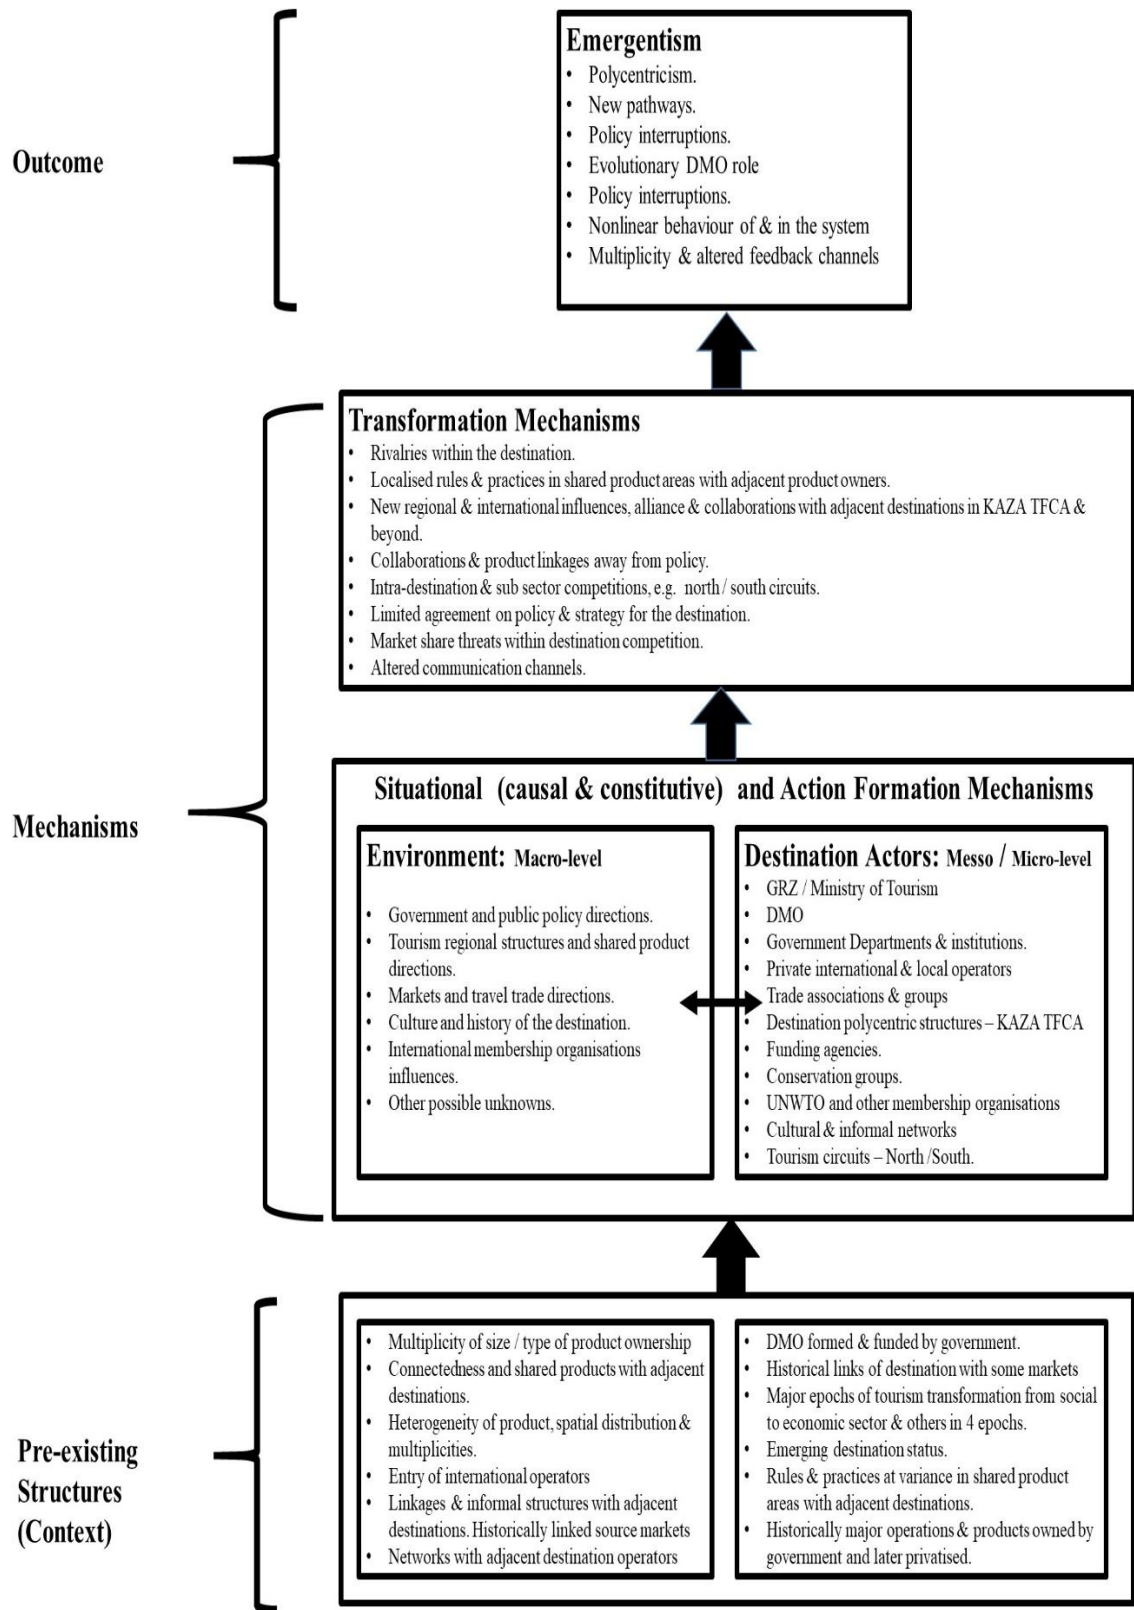 Outcome
Emergentism
• Polycentricism.
• New pathways.
• Policy interruptions.
• Evolutionary DMO role
• Policy interruptions.
• Nonlinear behaviour of & in the system
• Multiplicity & altered feedback channels
Mechanisms
Transformation Mechanisms
• Rivalries within the destination.
• Localised rules & practices in shared product areas with adjacent product owners.
• New regional & international influences, alliance & collaborations with adjacent destinations in KAZA TFCA &
beyond.
• Collaborations & product linkages away from policy.
• Intra-destination & sub sector competitions, e.g. north / south circuits.
• Limited agreement on policy & strategy for the destination.
• Market share threats within destination competition.
• Altered communication channels.
Situational (causal & constitutive) and Action Formation Mechanisms
Environment: Macro-level
• Government and public policy directions.
• Tourism regional structures and shared product
directions.
• Markets and travel trade directions.
• Culture and history of the destination.
• International membership organisations
influences.
• Other possible unknowns.
Destination Actors: Messo / Micro-level
• GRZ / Ministry of Tourism
• DMO
• Government Departments & institutions.
• Private international & local operators
• Trade associations & groups
• Destination polycentric structures – KAZA TFCA
• Funding agencies.
• Conservation groups.
• UNWTO and other membership organisations
• Cultural & informal networks
• Tourism circuits – North /South.
Pre-existing
Structures
(Context)
• Multiplicity of size / type of product ownership
• Connectedness and shared products with adjacent
destinations.
• Heterogeneity of product, spatial distribution &
multiplicities.
• Entry of international operators
• Linkages & informal structures with adjacent
destinations. Historically linked source markets
• Networks with adjacent destination operators
• DMO formed & funded by government.
• Historical links of destination with some markets
• Major epochs of tourism transformation from social
to economic sector & others in 4 epochs.
• Emerging destination status.
• Rules & practices at variance in shared product
areas with adjacent destinations.
• Historically major operations & products owned by
government and later privatised.